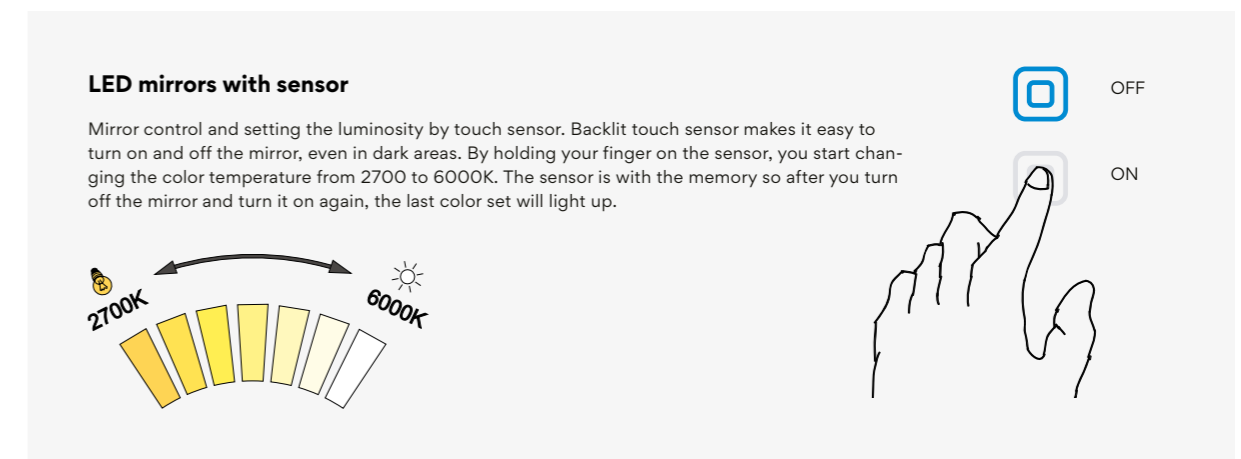 LED mirrors with sensor
Mirror control and setting the luminosity by touch sensor. Backlit touch sensor makes it easy to
turn on and off the mirror, even in dark areas. By holding your finger on the sensor, you start chan-
ging the color temperature from 2700 to 6000K. The sensor is with the memory so after you turn
off the mirror and turn it on again, the last color set will light up.
OFF
ON
2700K
6000K